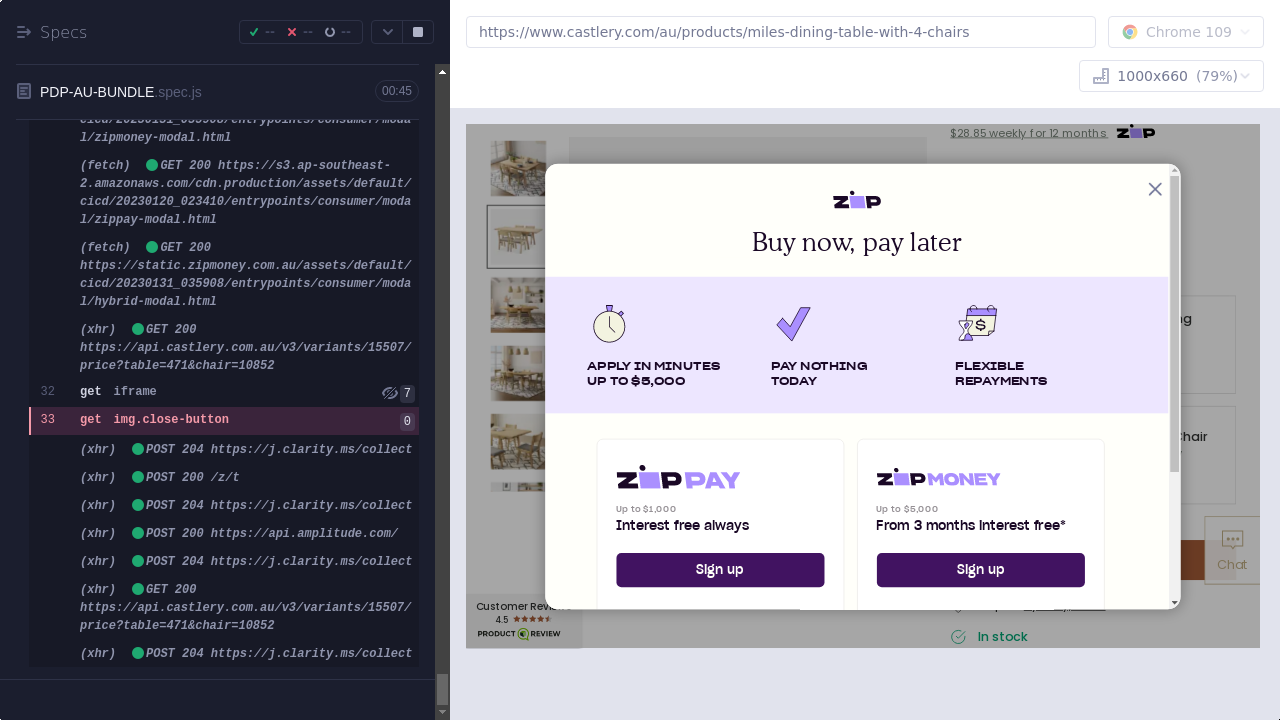 Specs
--
--
--
https://www.castlery.com/au/products/miles-dining-table-with-4-chairs
Chrome 109
1000x660 (79%)
PDP-AU-BUNDLE.spec.js
00:45
cicd/20230131_035908/entrypoints/consumer/moda
l/zipmoney-modal.html
(fetch) GET 200 https://s3.ap-southeast-
2.amazonaws.com/cdn.production/assets/default/
cicd/20230120_023410/entrypoints/consumer/moda
l/zippay-modal.html
(fetch) GET 200
https://static.zipmoney.com.au/assets/default/
cicd/20230131_035908/entrypoints/consumer/moda
l/hybrid-modal.html
(xhr) GET 200
https://api.castlery.com.au/v3/variants/15507/
price?table=471&chair=10852
32 get iframe 7
33 get img.close-button 0
(xhr) POST 204 https://j.clarity.ms/collect
(xhr) POST 200 /z/t
(xhr) POST 204 https://j.clarity.ms/collect
(xhr) POST 200 https://api.amplitude.com/
(xhr) POST 204 https://j.clarity.ms/collect
(xhr) GET 200
https://api.castlery.com.au/v3/variants/15507/
price?table=471&chair=10852
(xhr) POST 204 https://j.clarity.ms/collect
$28.85 weekly for 12 months
zip
zip
Buy now, pay later
APPLY IN MINUTES
UP TO $5,000
PAY NOTHING
TODAY
FLEXIBLE
REPAYMENTS
zip PAY
Up to $1,000
Interest free always
Sign up
zip MONEY
Up to $5,000
From 3 months interest free*
Sign up
Chair
Chat
Customer Reviews
4.5
PRODUCT REVIEW
In stock